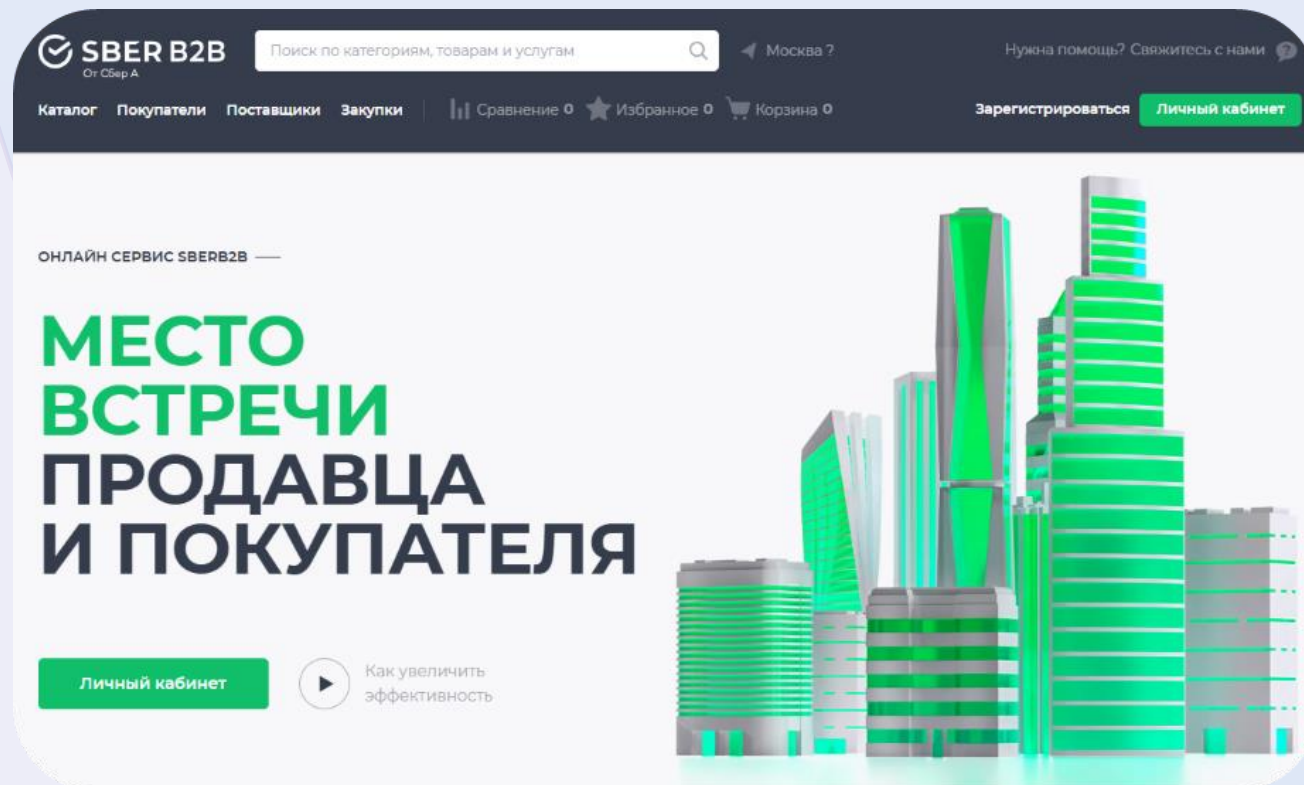 SBER B2B
От Сбер А
Поиск по категориям, товарам и услугам
Москва ?
Нужна помощь? Свяжитесь с нами ?
Каталог Покупатели Поставщики Закупки Сравнение 0 Избранное 0 Корзина 0 Зарегистрироваться Личный кабинет
ОНЛАЙН СЕРВИС SBERB2B
МЕСТО
ВСТРЕЧИ
ПРОДАВЦА
И ПОКУПАТЕЛЯ
Личный кабинет
Как увеличить
эффективность